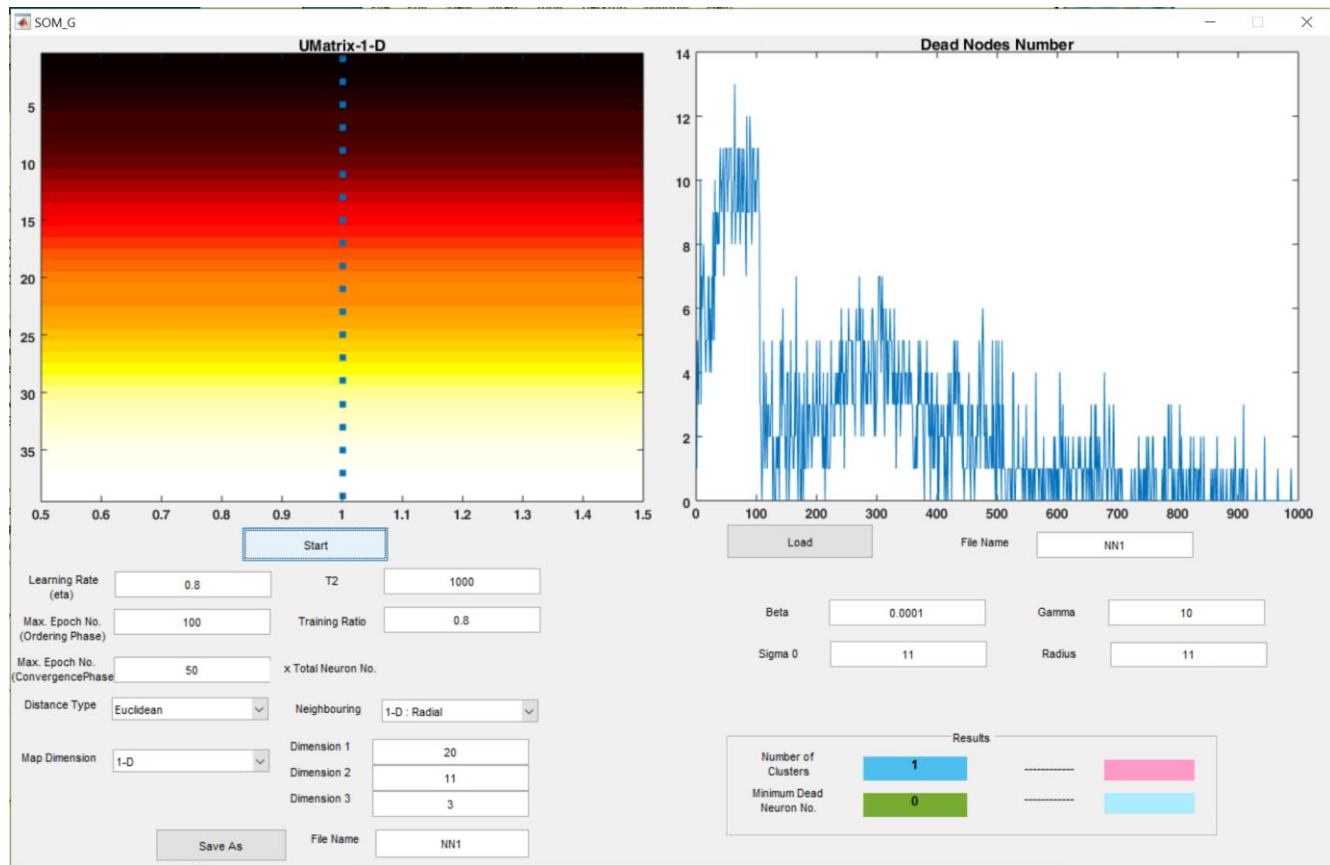 SOM_G
UMatrix-1-D
5
10
15
20
25
30
35
0.5 0.6 0.7 0.8 0.9 1 1.1 1.2 1.3 1.4 1.5
Dead Nodes Number
14
12
10
8
6
4
2
0
0 100 200 300 400 500 600 700 800 900 1000
Start
Load File Name NN1
Learning Rate
(eta) 0.8 T2 1000
Max. Epoch No.
(Ordering Phase) 100 Training Ratio 0.8
Max. Epoch No.
(ConvergencePhase 50 x Total Neuron No.
Distance Type Euclidean Neighbouring 1-D : Radial
Map Dimension 1-D
Dimension 1 20
Dimension 2 11
Dimension 3 3
Save As File Name NN1
Beta 0.0001 Gamma 10
Sigma 0 11 Radius 11
Results
Number of
Clusters 1 ------------
Minimum Dead
Neuron No. 0 ------------